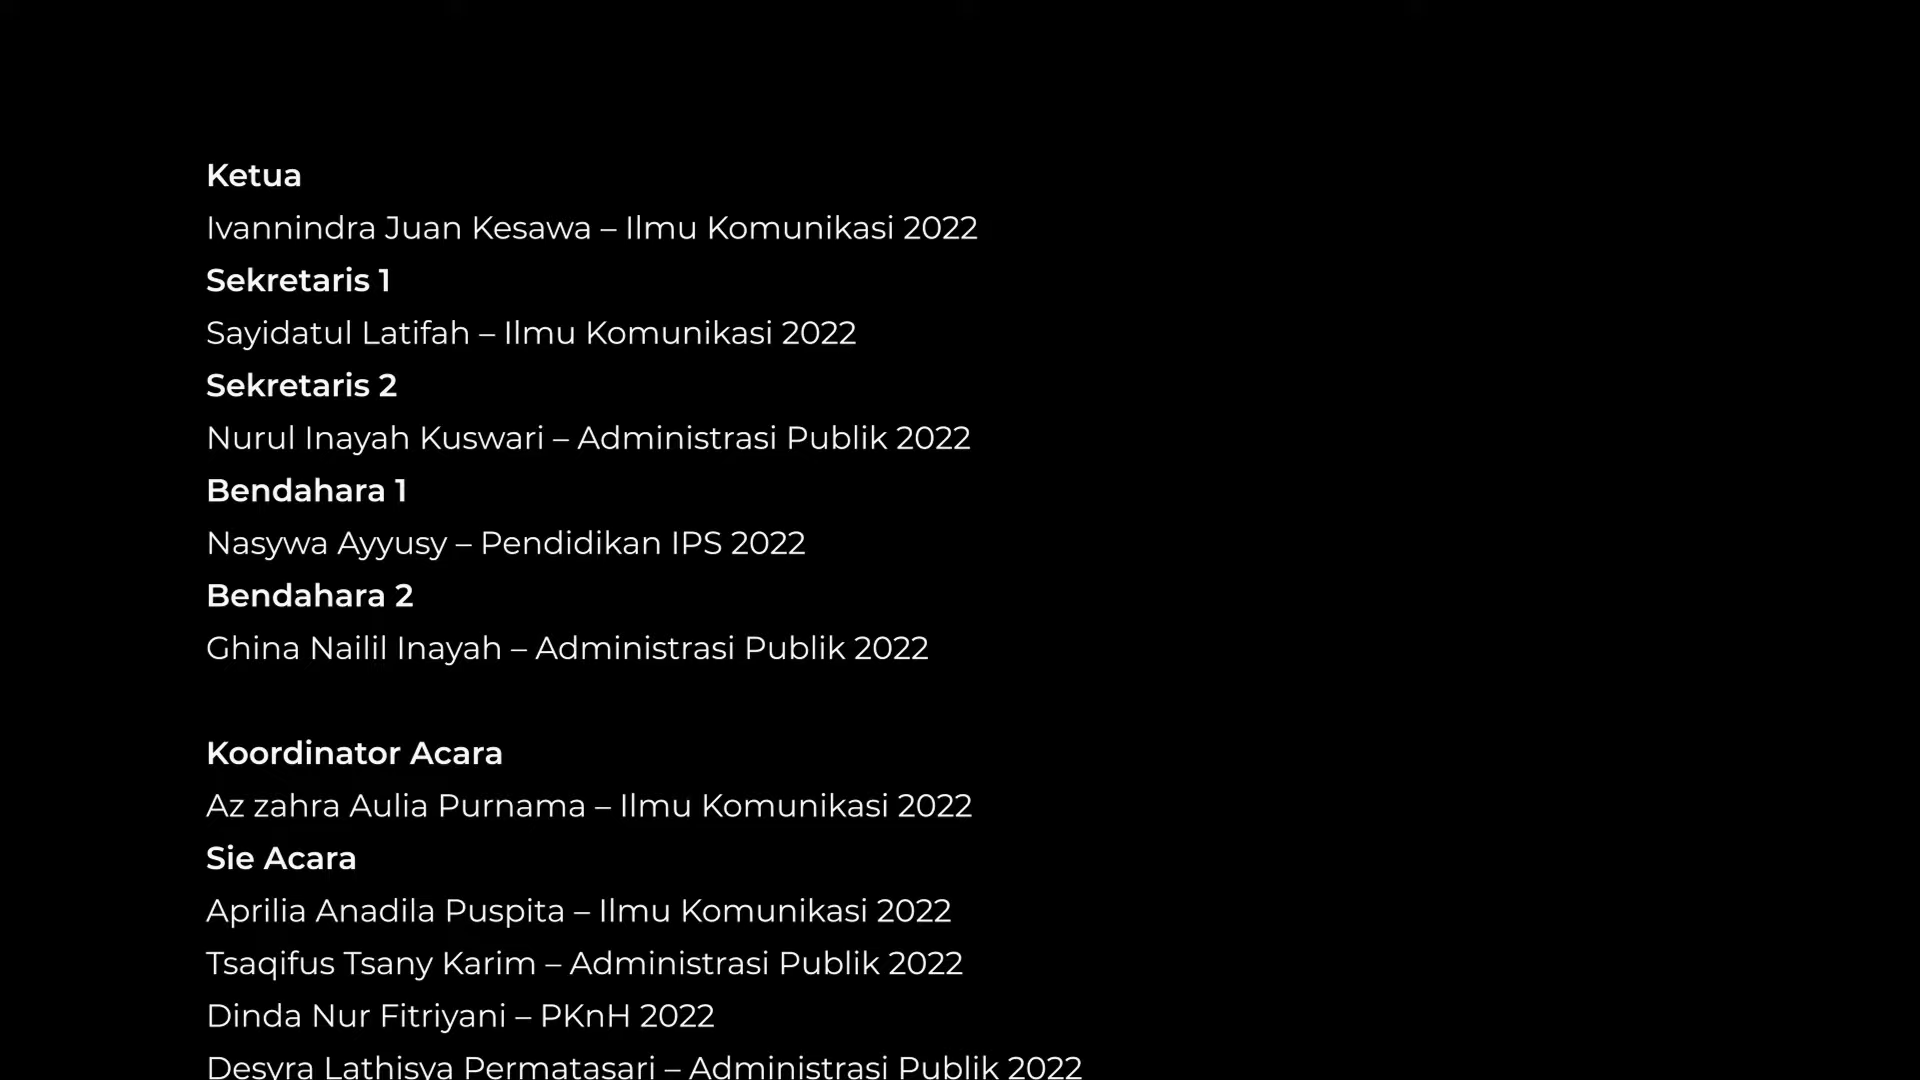 Ketua
Ivannindra Juan Kesawa – Ilmu Komunikasi 2022
Sekretaris 1
Sayidatul Latifah – Ilmu Komunikasi 2022
Sekretaris 2
Nurul Inayah Kuswari – Administrasi Publik 2022
Bendahara 1
Nasywa Ayyusy – Pendidikan IPS 2022
Bendahara 2
Ghina Nailil Inayah – Administrasi Publik 2022
Koordinator Acara
Az zahra Aulia Purnama – Ilmu Komunikasi 2022
Sie Acara
Aprilia Anadila Puspita – Ilmu Komunikasi 2022
Tsaqifus Tsany Karim – Administrasi Publik 2022
Dinda Nur Fitriyani – PKnH 2022
Desyra Lathisya Permatasari – Administrasi Publik 2022